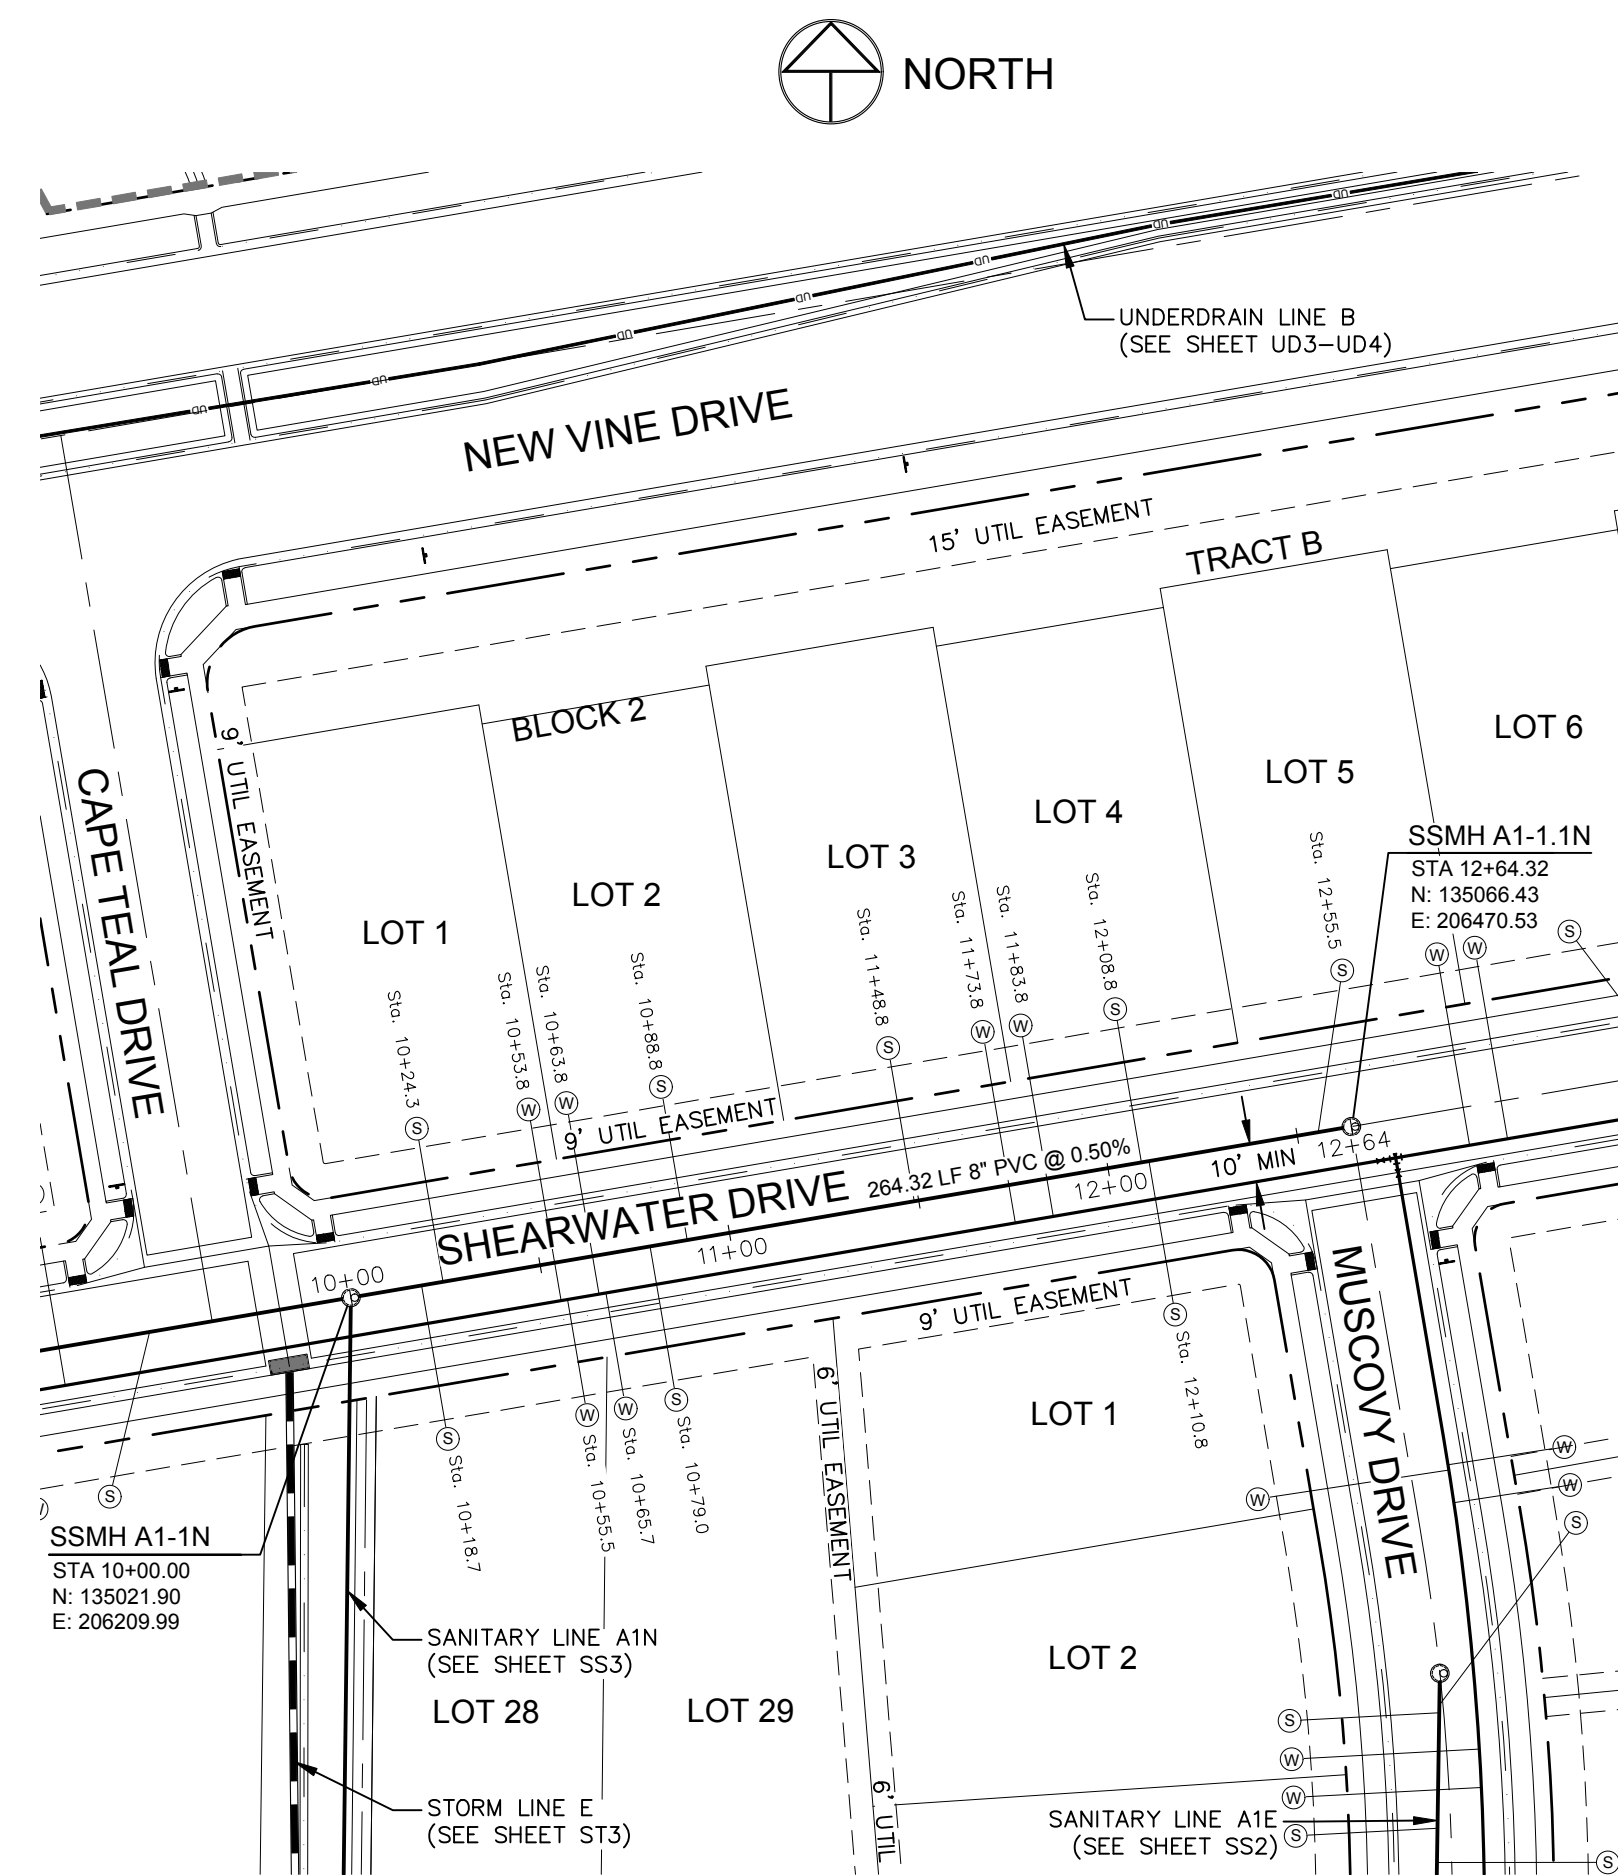 NORTH
UD
UD
UD
UD
UD
UD
UD
UNDERDRAIN LINE B
(SEE SHEET UD3-UD4)
NEW VINE DRIVE
15' UTIL EASEMENT
TRACT B
BLOCK 2
9' UTIL EASEMENT
CAPE TEAL DRIVE
LOT 1
LOT 2
LOT 3
LOT 4
LOT 5
LOT 6
SSMH A1-1.1N
STA 12+64.32
N: 135066.43
E: 206470.53
Sta. 10+24.3 S
Sta. 10+53.8 W
Sta. 10+63.8 W
Sta. 10+88.8 S
Sta. 11+48.8 S
Sta. 11+73.8 W
Sta. 11+83.8 W
Sta. 12+08.8 S
Sta. 12+55.5 S
W
W
S
9' UTIL EASEMENT
SHEARWATER DRIVE
264.32 LF 8" PVC @ 0.50%
10' MIN
10+00
11+00
12+00
12+64
9' UTIL EASEMENT
S Sta. 10+18.7
W Sta. 10+55.5
W Sta. 10+65.7
S Sta. 10+79.0
S Sta. 12+10.8
6' UTIL EASEMENT
LOT 1
MUSCOVY DRIVE
W
W
W
S
S
SSMH A1-1N
STA 10+00.00
N: 135021.90
E: 206209.99
SANITARY LINE A1N
(SEE SHEET SS3)
LOT 28
LOT 29
LOT 2
STORM LINE E
(SEE SHEET ST3)
6' UTIL
S
W
W
SANITARY LINE A1E
(SEE SHEET SS2)
S
S